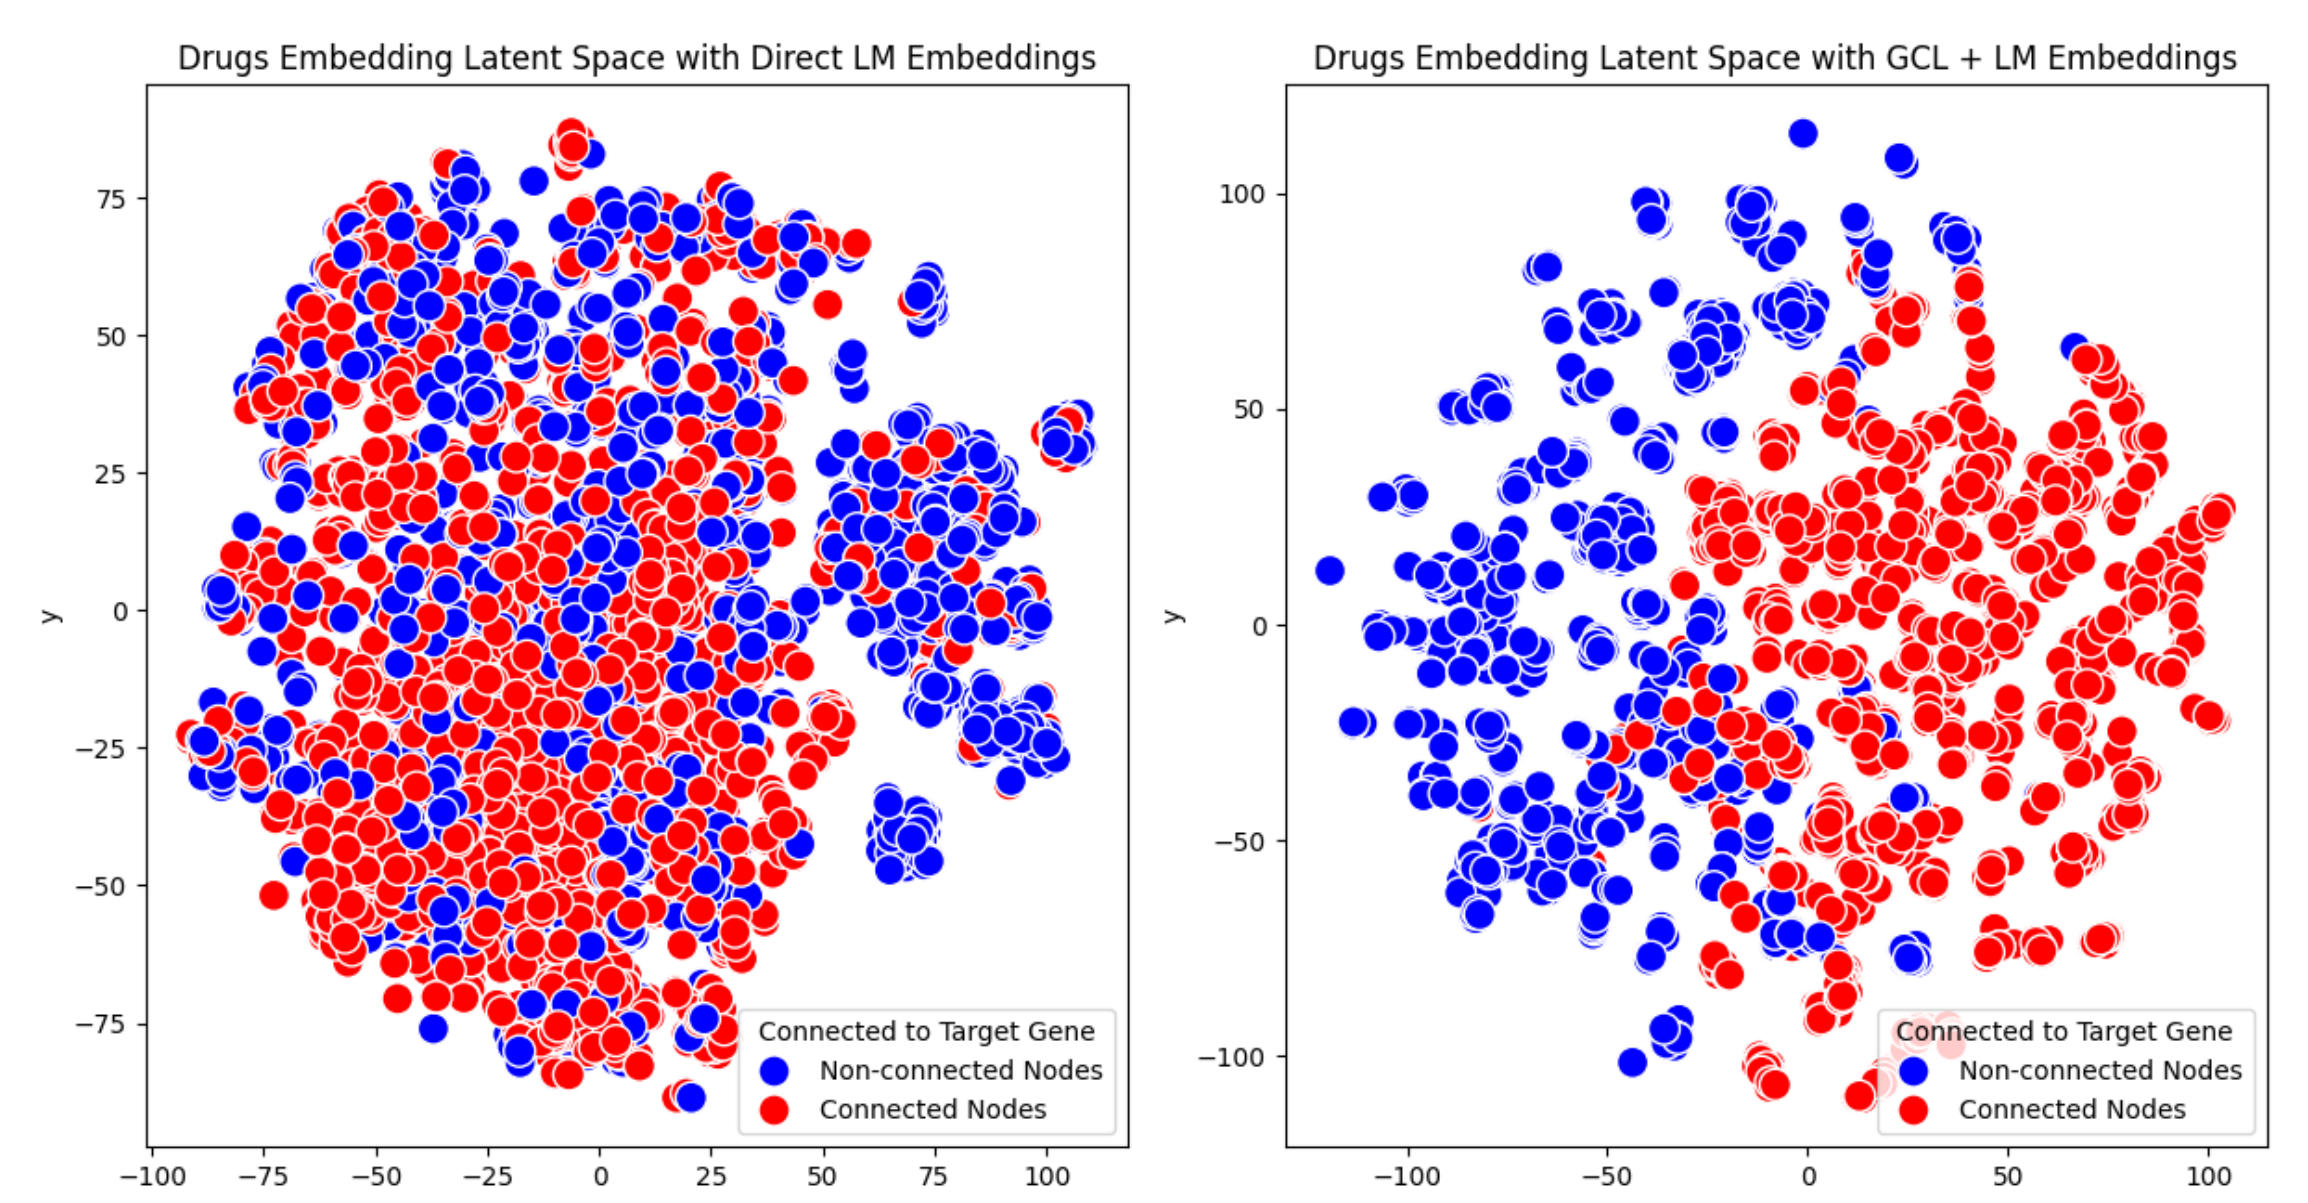 Drugs Embedding Latent Space with Direct LM Embeddings
75
50
25
0
−25
−50
−75
y
−100 −75 −50 −25 0 25 50 75 100
Connected to Target Gene
Non-connected Nodes
Connected Nodes
Drugs Embedding Latent Space with GCL + LM Embeddings
100
50
0
−50
−100
y
−100 −50 0 50 100
Connected to Target Gene
Non-connected Nodes
Connected Nodes